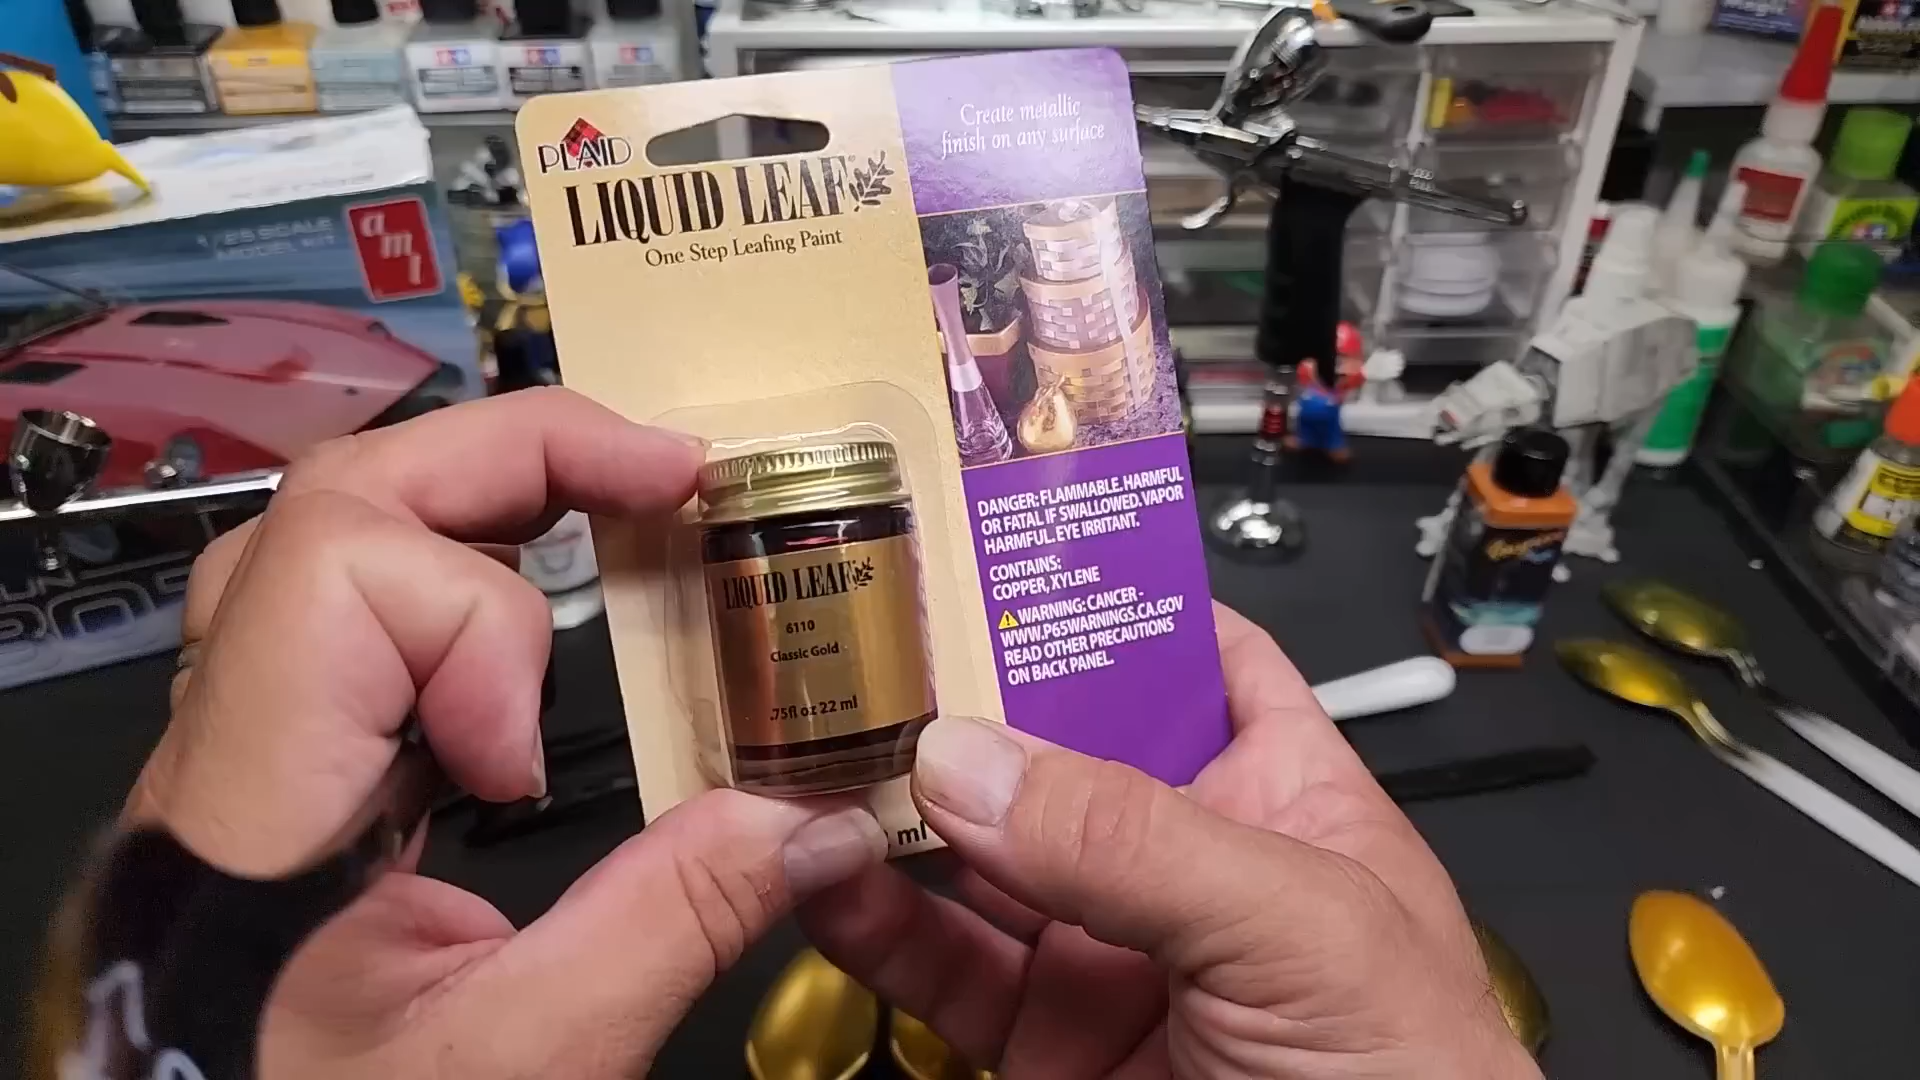 PLAID
LIQUID LEAF
One Step Leafing Paint
Create metallic
finish on any surface
DANGER: FLAMMABLE. HARMFUL
OR FATAL IF SWALLOWED. VAPOR
HARMFUL. EYE IRRITANT.
CONTAINS:
COPPER, XYLENE
WARNING: CANCER -
WWW.P65WARNINGS.CA.GOV
READ OTHER PRECAUTIONS
ON BACK PANEL.
LIQUID LEAF
6110
Classic Gold
.75fl oz 22 ml
ml
amt
1/25 SCALE
MODEL KIT